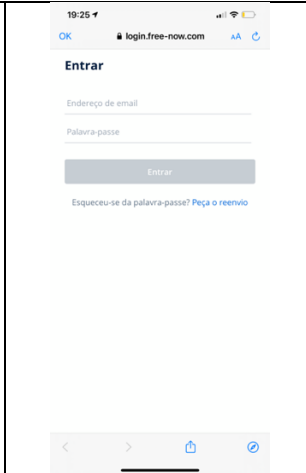 19:25
OK login.free-now.com AA
Entrar
Endereço de email
Palavra-passe
Entrar
Esqueceu-se da palavra-passe? Peça o reenvio